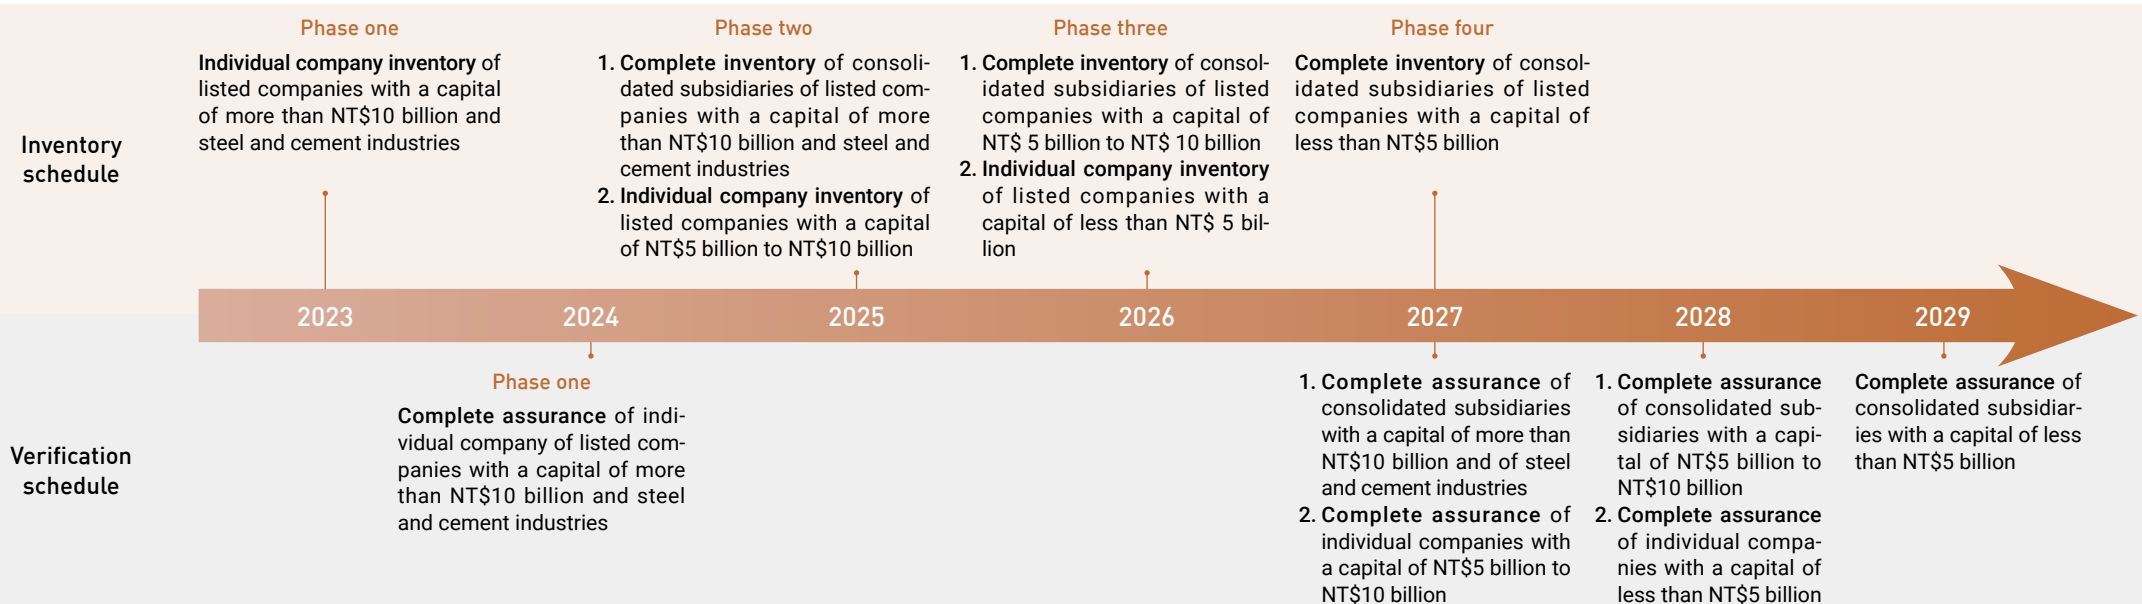 Inventory
schedule
Phase one
Individual company inventory of
listed companies with a capital
of more than NT$10 billion and
steel and cement industries
Phase two
1. Complete inventory of consoli-
dated subsidiaries of listed com-
panies with a capital of more
than NT$10 billion and steel and
cement industries
2. Individual company inventory of
listed companies with a capital
of NT$5 billion to NT$10 billion
Phase three
1. Complete inventory of consol-
idated subsidiaries of listed
companies with a capital of
NT$ 5 billion to NT$ 10 billion
2. Individual company inventory
of listed companies with a
capital of less than NT$ 5 bil-
lion
Phase four
Complete inventory of consol-
idated subsidiaries of listed
companies with a capital of
less than NT$5 billion
2023
2024
2025
2026
2027
2028
2029
Verification
schedule
Phase one
Complete assurance of indi-
vidual company of listed com-
panies with a capital of more
than NT$10 billion and steel
and cement industries
1. Complete assurance of
consolidated subsidiaries
with a capital of more than
NT$10 billion and of steel
and cement industries
2. Complete assurance of
individual companies with
a capital of NT$5 billion to
NT$10 billion
1. Complete assurance
of consolidated sub-
sidiaries with a capi-
tal of NT$5 billion to
NT$10 billion
2. Complete assurance
of individual compa-
nies with a capital of
less than NT$5 billion
Complete assurance of
consolidated subsidiar-
ies with a capital of less
than NT$5 billion